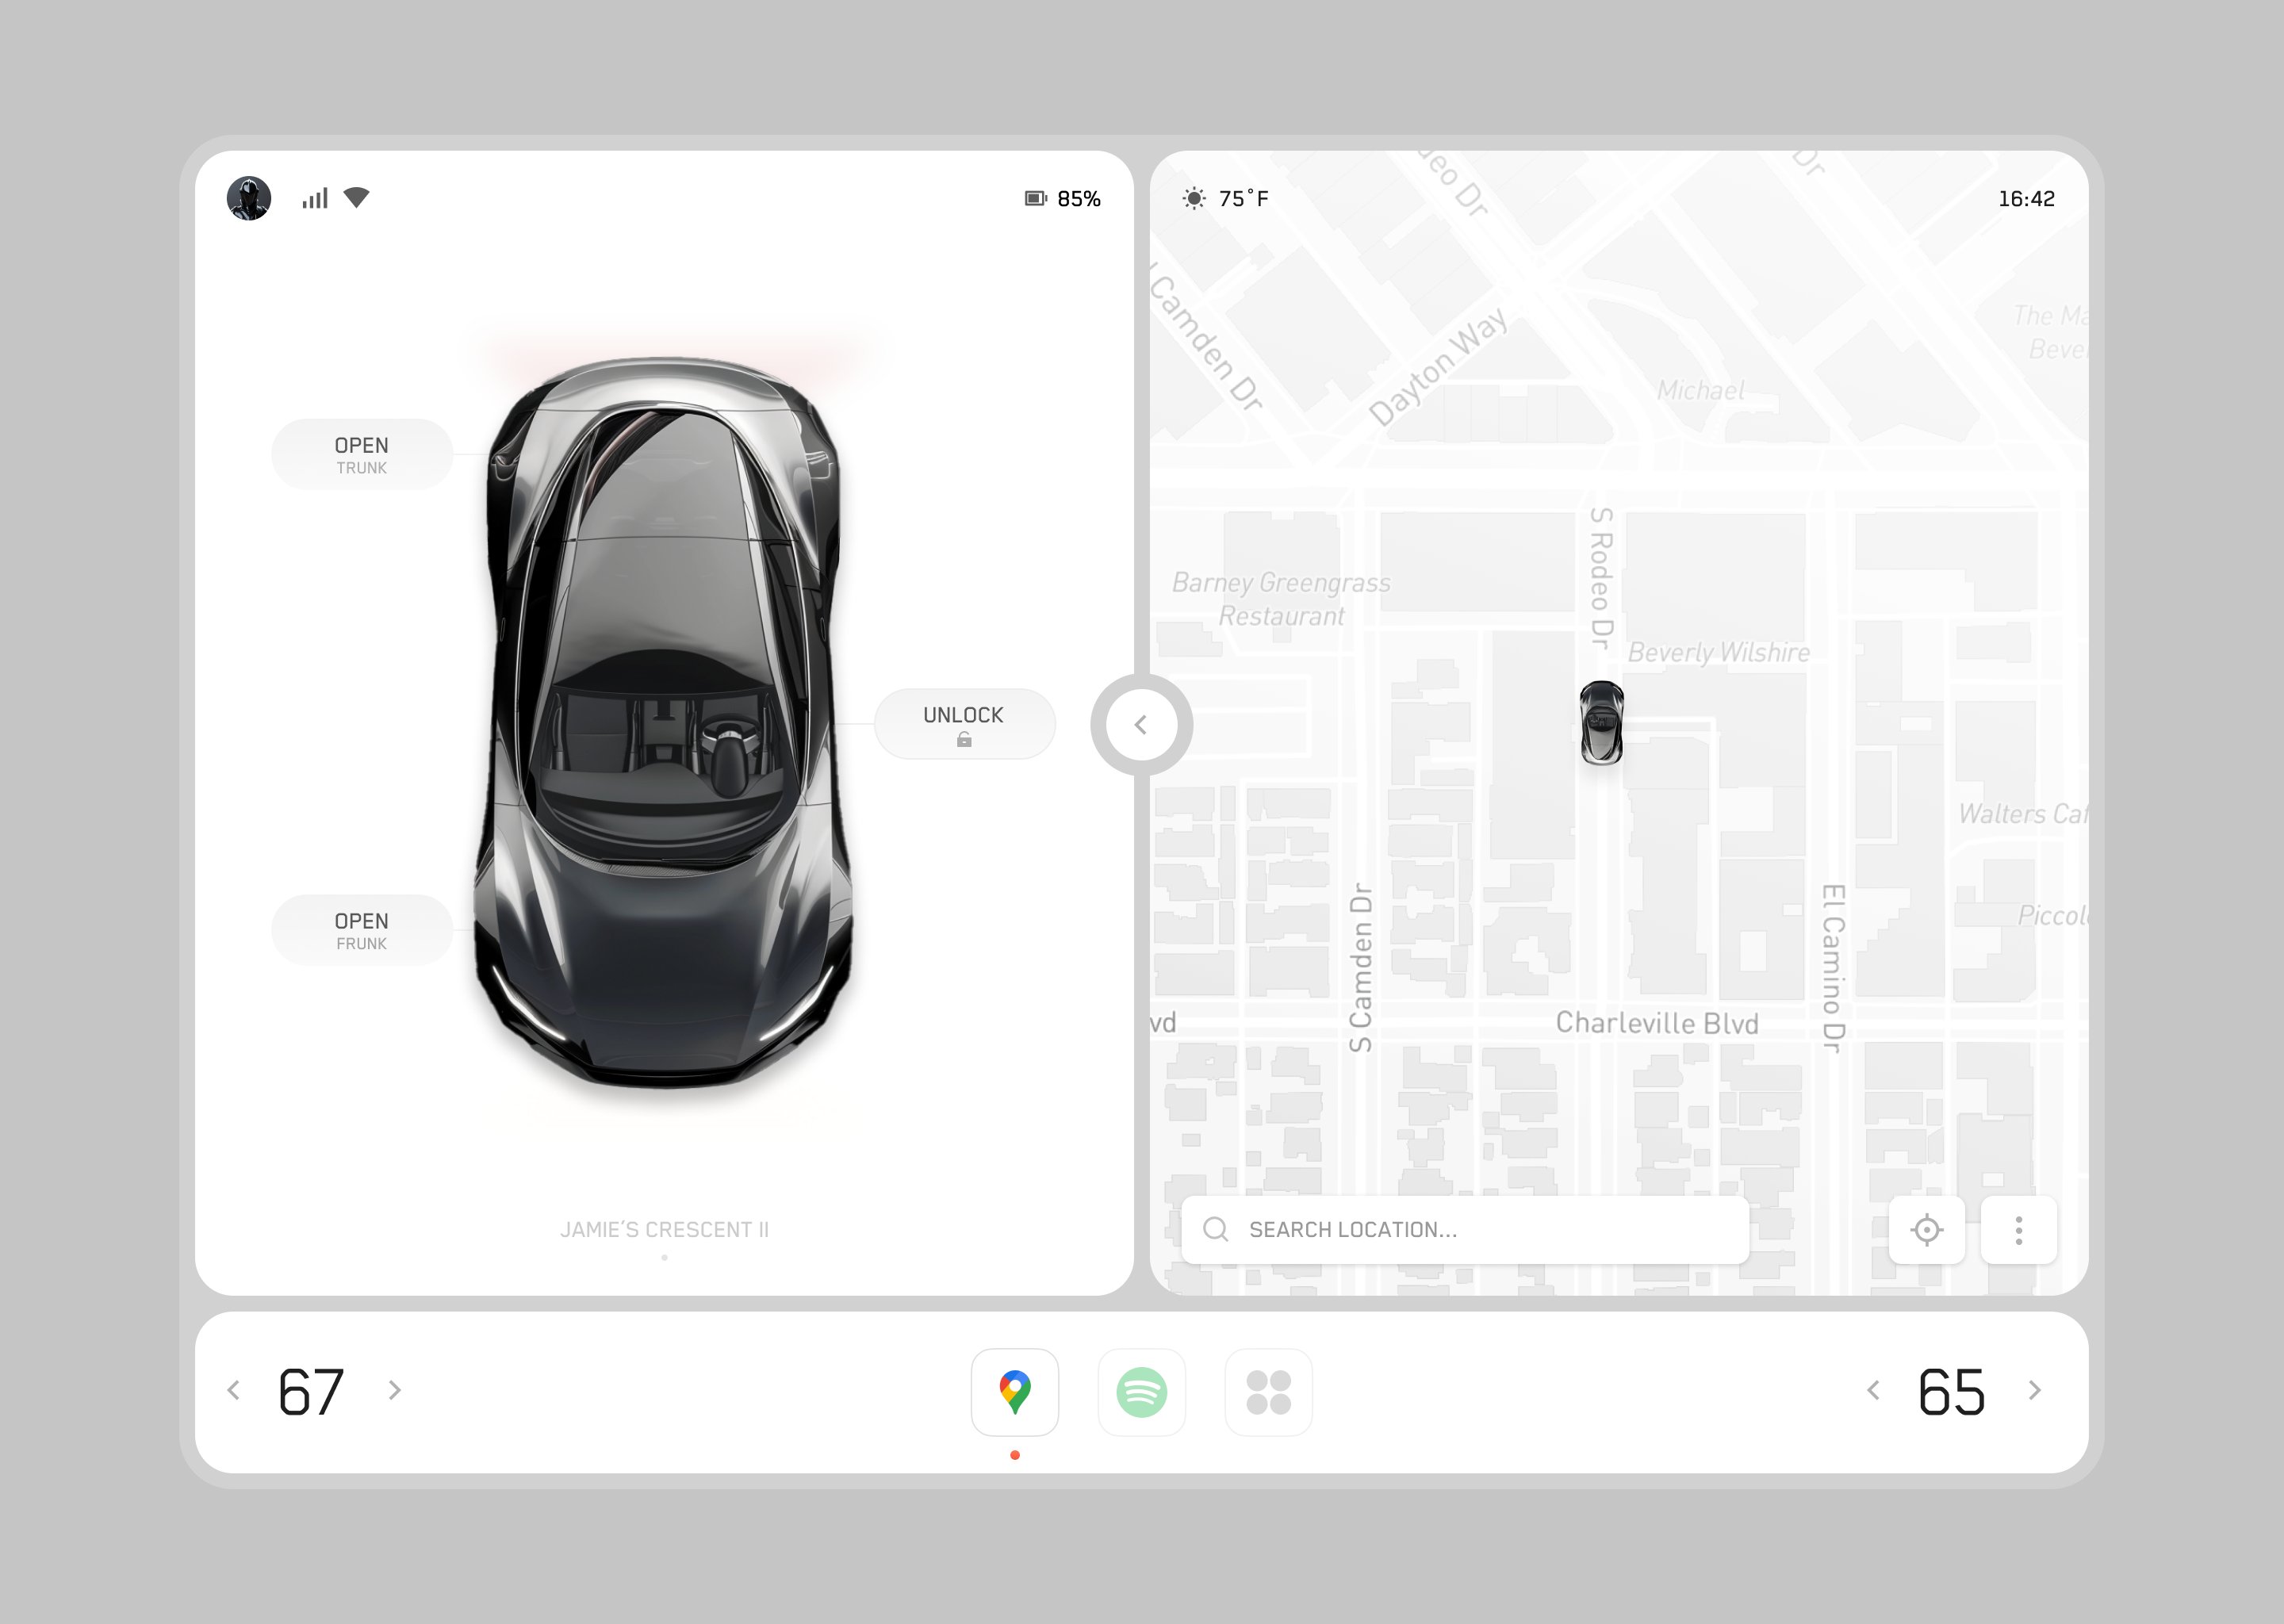 85%
OPEN
TRUNK
UNLOCK
OPEN
FRUNK
JAMIE'S CRESCENT II
75°F
16:42
deo Dr
Dr
Camden Dr
Dayton Way
The Ma
Bever
Michael
S Rodeo Dr
Barney Greengrass
Restaurant
Beverly Wilshire
Walters Caf
Piccol
S Camden Dr
El Camino Dr
vd
Charleville Blvd
SEARCH LOCATION...
67
65